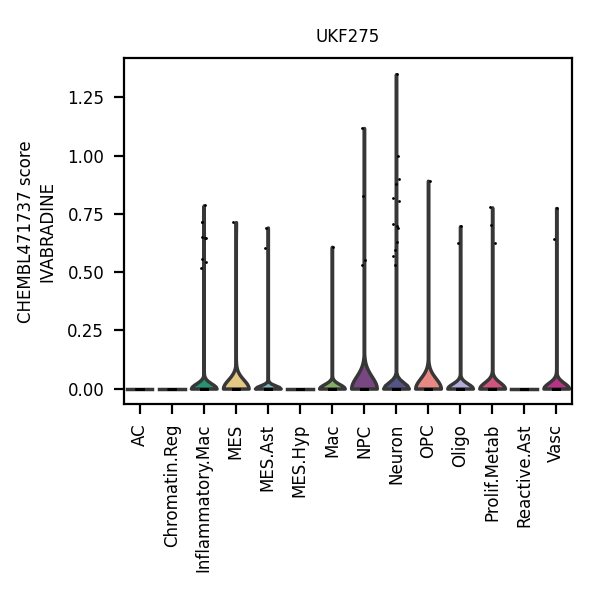 UKF275
CHEMBL471737 score
IVABRADINE
1.25
1.00
0.75
0.50
0.25
0.00
AC
Chromatin.Reg
Inflammatory.Mac
MES
MES.Ast
MES.Hyp
Mac
NPC
Neuron
OPC
Oligo
Prolif.Metab
Reactive.Ast
Vasc